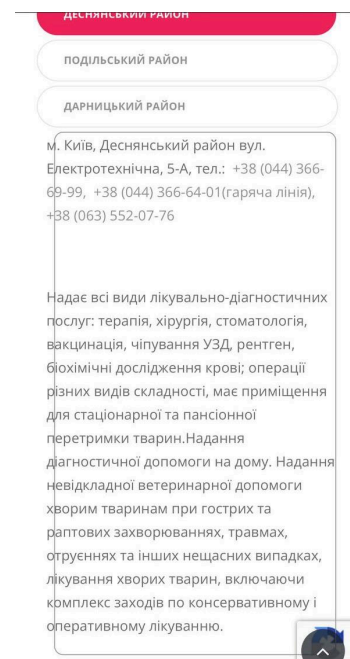 ДЕСНЯНСЬКИЙ РАЙОН
ПОДІЛЬСЬКИЙ РАЙОН
ДАРНИЦЬКИЙ РАЙОН
м. Київ, Деснянський район вул.
Електротехнічна, 5-А, тел.: +38 (044) 366-
69-99, +38 (044) 366-64-01(гаряча лінія),
+38 (063) 552-07-76
Надає всі види лікувально-діагностичних
послуг: терапія, хірургія, стоматологія,
вакцинація, чіпування УЗД, рентген,
біохімічні дослідження крові; операції
різних видів складності, має приміщення
для стаціонарної та пансіонної
перетримки тварин.Надання
діагностичної допомоги на дому. Надання
невідкладної ветеринарної допомоги
хворим тваринам при гострих та
раптових захворюваннях, травмах,
отруєннях та інших нещасних випадках,
лікування хворих тварин, включаючи
комплекс заходів по консервативному і
оперативному лікуванню.